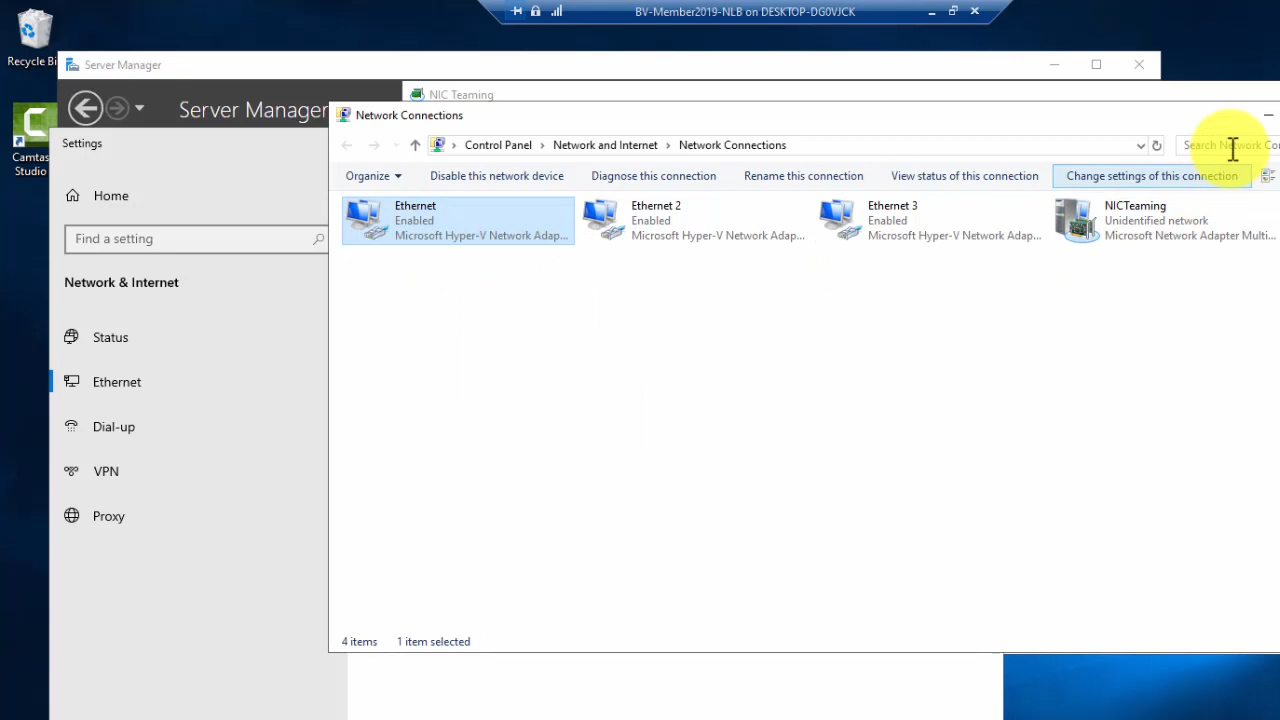 BV-Member2019-NLB on DESKTOP-DG0VJCK
Recycle Bi
Server Manager
Server Manager
NIC Teaming
Network Connections
Camtas
Studio
Settings
Control Panel > Network and Internet > Network Connections
Search Network Co
Organize
Disable this network device
Diagnose this connection
Rename this connection
View status of this connection
Change settings of this connection
Home
Find a setting
Network & Internet
Status
Ethernet
Dial-up
VPN
Proxy
Ethernet
Enabled
Microsoft Hyper-V Network Adap...
Ethernet 2
Enabled
Microsoft Hyper-V Network Adap...
Ethernet 3
Enabled
Microsoft Hyper-V Network Adap...
NICTeaming
Unidentified network
Microsoft Network Adapter Multi...
4 items
1 item selected